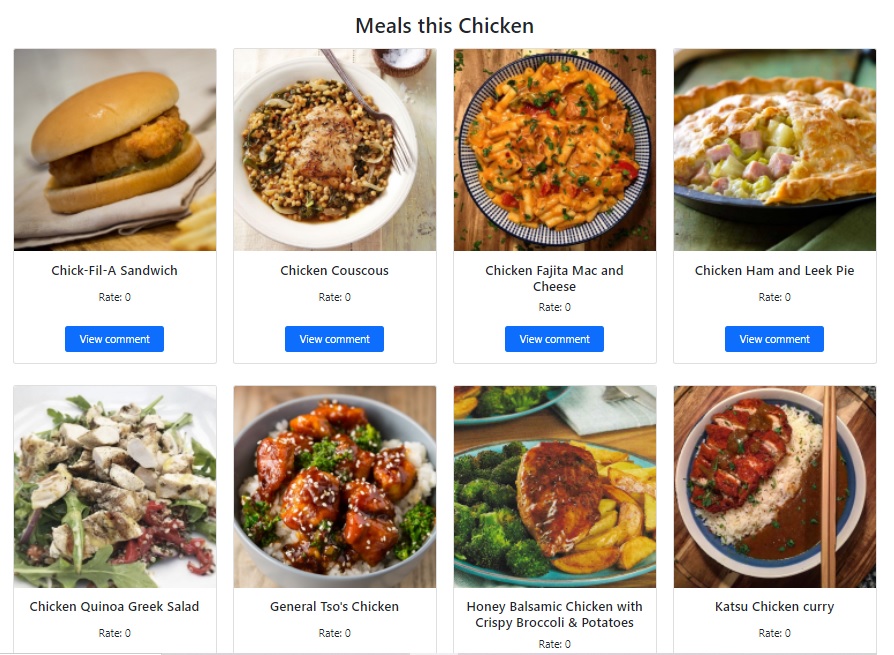 Meals this Chicken
Chick-Fil-A Sandwich
Rate: 0
View comment
Chicken Couscous
Rate: 0
View comment
Chicken Fajita Mac and
Cheese
Rate: 0
View comment
Chicken Ham and Leek Pie
Rate: 0
View comment
Chicken Quinoa Greek Salad
Rate: 0
General Tso's Chicken
Rate: 0
Honey Balsamic Chicken with
Crispy Broccoli & Potatoes
Rate: 0
Katsu Chicken curry
Rate: 0